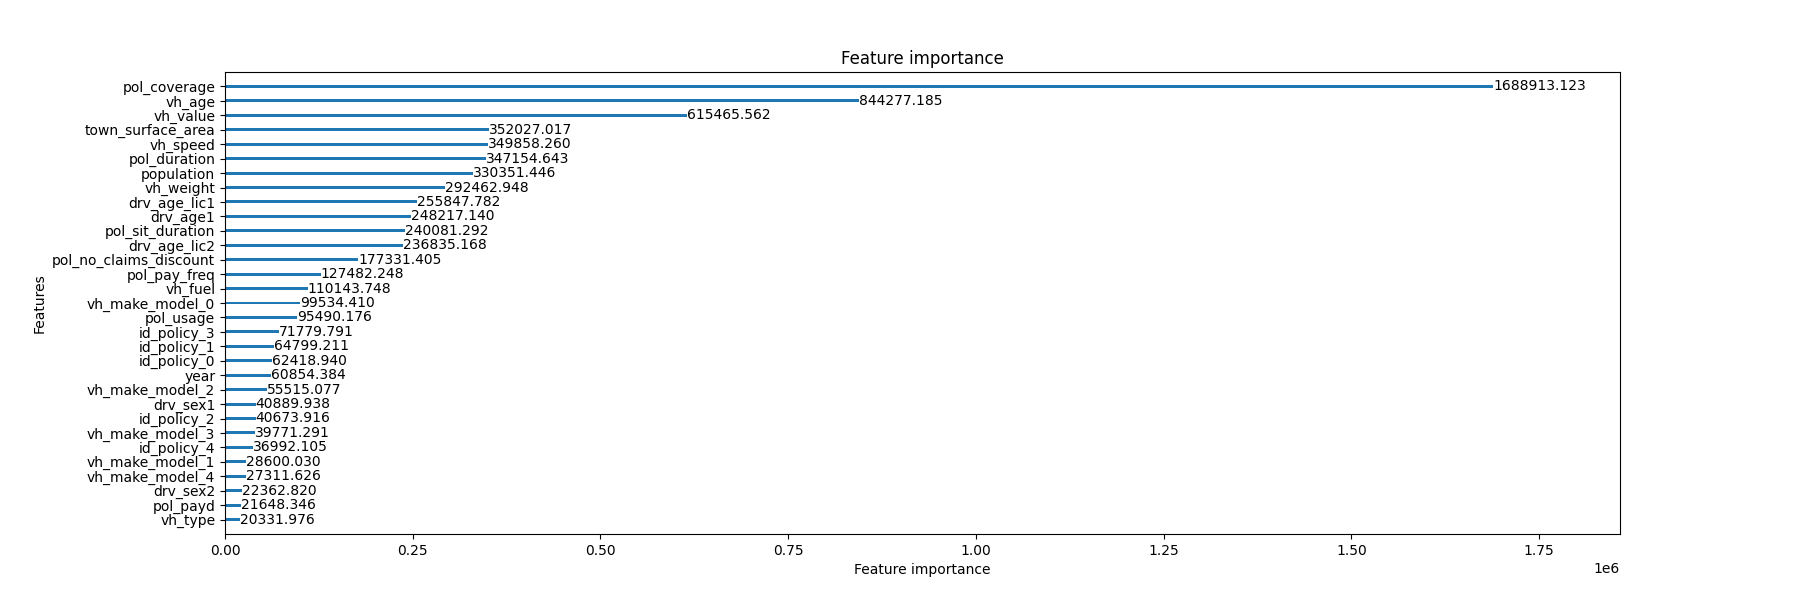 Feature importance
pol_coverage 1688913.123
vh_age 844277.185
vh_value 615465.562
town_surface_area 352027.017
vh_speed 349858.260
pol_duration 347154.643
population 330351.446
vh_weight 292462.948
drv_age_lic1 255847.782
drv_age1 248217.140
pol_sit_duration 240081.292
drv_age_lic2 236835.168
pol_no_claims_discount 177331.405
pol_pay_freq 127482.248
vh_fuel 110143.748
vh_make_model_0 99534.410
pol_usage 95490.176
id_policy_3 71779.791
id_policy_1 64799.211
id_policy_0 62418.940
year 60854.384
vh_make_model_2 55515.077
drv_sex1 40889.938
id_policy_2 40673.916
vh_make_model_3 39771.291
id_policy_4 36992.105
vh_make_model_1 28600.030
vh_make_model_4 27311.626
drv_sex2 22362.820
pol_payd 21648.346
vh_type 20331.976
Features
0.00 0.25 0.50 0.75 1.00 1.25 1.50 1.75
1e6
Feature importance